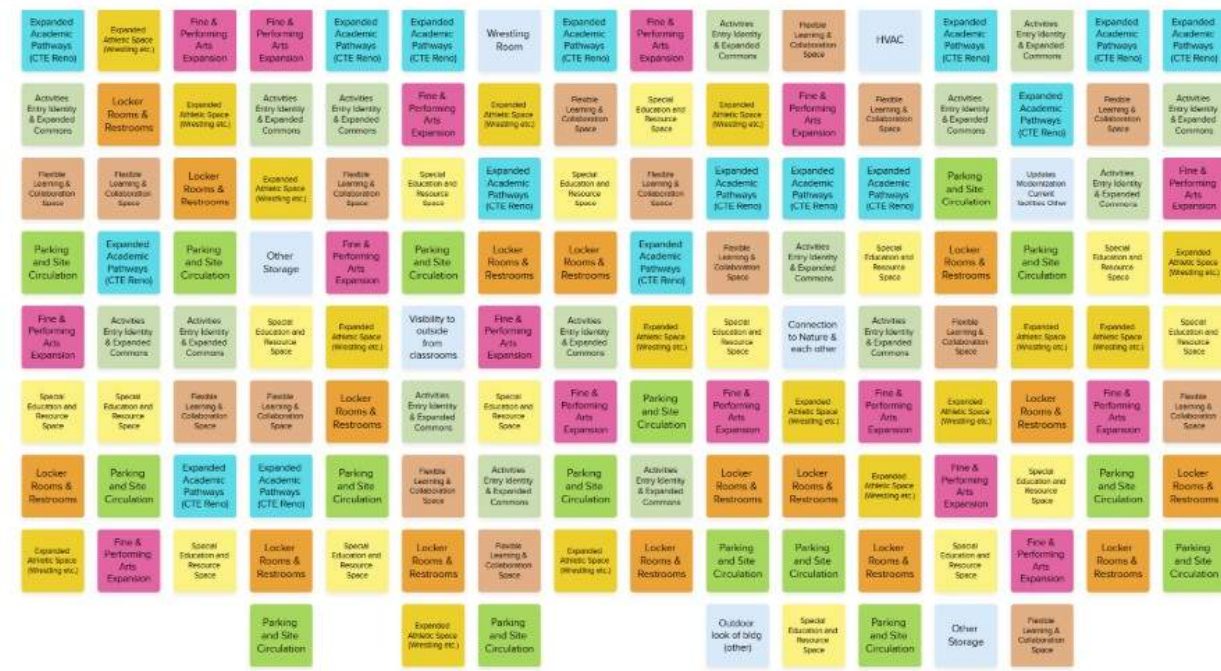 Expanded
Academic
Pathways
(CTE Reno)
Expanded
Athletic Space
(Wrestling etc.)
Fine &
Performing
Arts
Expansion
Fine &
Performing
Arts
Expansion
Expanded
Academic
Pathways
(CTE Reno)
Expanded
Academic
Pathways
(CTE Reno)
Wrestling
Room
Expanded
Academic
Pathways
(CTE Reno)
Fine &
Performing
Arts
Expansion
Activities
Entry Identity
& Expanded
Commons
Flexible
Learning &
Collaboration
Space
HVAC
Expanded
Academic
Pathways
(CTE Reno)
Activities
Entry Identity
& Expanded
Commons
Expanded
Academic
Pathways
(CTE Reno)
Expanded
Academic
Pathways
(CTE Reno)
Activities
Entry Identity
& Expanded
Commons
Locker
Rooms &
Restrooms
Expanded
Athletic Space
(Wrestling etc.)
Activities
Entry Identity
& Expanded
Commons
Activities
Entry Identity
& Expanded
Commons
Fine &
Performing
Arts
Expansion
Expanded
Athletic Space
(Wrestling etc.)
Flexible
Learning &
Collaboration
Space
Special
Education and
Resource
Space
Expanded
Athletic Space
(Wrestling etc.)
Fine &
Performing
Arts
Expansion
Flexible
Learning &
Collaboration
Space
Activities
Entry Identity
& Expanded
Commons
Expanded
Academic
Pathways
(CTE Reno)
Flexible
Learning &
Collaboration
Space
Activities
Entry Identity
& Expanded
Commons
Flexible
Learning &
Collaboration
Space
Flexible
Learning &
Collaboration
Space
Locker
Rooms &
Restrooms
Expanded
Athletic Space
(Wrestling etc.)
Flexible
Learning &
Collaboration
Space
Special
Education and
Resource
Space
Expanded
Academic
Pathways
(CTE Reno)
Special
Education and
Resource
Space
Flexible
Learning &
Collaboration
Space
Expanded
Academic
Pathways
(CTE Reno)
Expanded
Academic
Pathways
(CTE Reno)
Expanded
Academic
Pathways
(CTE Reno)
Parking
and Site
Circulation
Updates
Modernization
Current
facilities Other
Activities
Entry Identity
& Expanded
Commons
Fine &
Performing
Arts
Expansion
Parking
and Site
Circulation
Expanded
Academic
Pathways
(CTE Reno)
Parking
and Site
Circulation
Other
Storage
Fine &
Performing
Arts
Expansion
Parking
and Site
Circulation
Locker
Rooms &
Restrooms
Locker
Rooms &
Restrooms
Expanded
Academic
Pathways
(CTE Reno)
Flexible
Learning &
Collaboration
Space
Activities
Entry Identity
& Expanded
Commons
Special
Education and
Resource
Space
Locker
Rooms &
Restrooms
Parking
and Site
Circulation
Special
Education and
Resource
Space
Expanded
Athletic Space
(Wrestling etc.)
Fine &
Performing
Arts
Expansion
Activities
Entry Identity
& Expanded
Commons
Activities
Entry Identity
& Expanded
Commons
Special
Education and
Resource
Space
Expanded
Athletic Space
(Wrestling etc.)
Visibility to
outside
from
classrooms
Fine &
Performing
Arts
Expansion
Activities
Entry Identity
& Expanded
Commons
Expanded
Athletic Space
(Wrestling etc.)
Special
Education and
Resource
Space
Connection
to Nature &
each other
Activities
Entry Identity
& Expanded
Commons
Flexible
Learning &
Collaboration
Space
Expanded
Athletic Space
(Wrestling etc.)
Expanded
Athletic Space
(Wrestling etc.)
Special
Education and
Resource
Space
Special
Education and
Resource
Space
Special
Education and
Resource
Space
Flexible
Learning &
Collaboration
Space
Flexible
Learning &
Collaboration
Space
Locker
Rooms &
Restrooms
Activities
Entry Identity
& Expanded
Commons
Special
Education and
Resource
Space
Fine &
Performing
Arts
Expansion
Parking
and Site
Circulation
Fine &
Performing
Arts
Expansion
Expanded
Athletic Space
(Wrestling etc.)
Fine &
Performing
Arts
Expansion
Expanded
Athletic Space
(Wrestling etc.)
Locker
Rooms &
Restrooms
Fine &
Performing
Arts
Expansion
Flexible
Learning &
Collaboration
Space
Locker
Rooms &
Restrooms
Parking
and Site
Circulation
Expanded
Academic
Pathways
(CTE Reno)
Expanded
Academic
Pathways
(CTE Reno)
Parking
and Site
Circulation
Flexible
Learning &
Collaboration
Space
Activities
Entry Identity
& Expanded
Commons
Parking
and Site
Circulation
Activities
Entry Identity
& Expanded
Commons
Locker
Rooms &
Restrooms
Locker
Rooms &
Restrooms
Expanded
Athletic Space
(Wrestling etc.)
Fine &
Performing
Arts
Expansion
Special
Education and
Resource
Space
Parking
and Site
Circulation
Locker
Rooms &
Restrooms
Expanded
Athletic Space
(Wrestling etc.)
Fine &
Performing
Arts
Expansion
Special
Education and
Resource
Space
Locker
Rooms &
Restrooms
Special
Education and
Resource
Space
Locker
Rooms &
Restrooms
Flexible
Learning &
Collaboration
Space
Expanded
Athletic Space
(Wrestling etc.)
Locker
Rooms &
Restrooms
Parking
and Site
Circulation
Parking
and Site
Circulation
Locker
Rooms &
Restrooms
Special
Education and
Resource
Space
Fine &
Performing
Arts
Expansion
Locker
Rooms &
Restrooms
Parking
and Site
Circulation
Parking
and Site
Circulation
Expanded
Athletic Space
(Wrestling etc.)
Parking
and Site
Circulation
Outdoor
look of bldg
(other)
Special
Education and
Resource
Space
Parking
and Site
Circulation
Other
Storage
Flexible
Learning &
Collaboration
Space